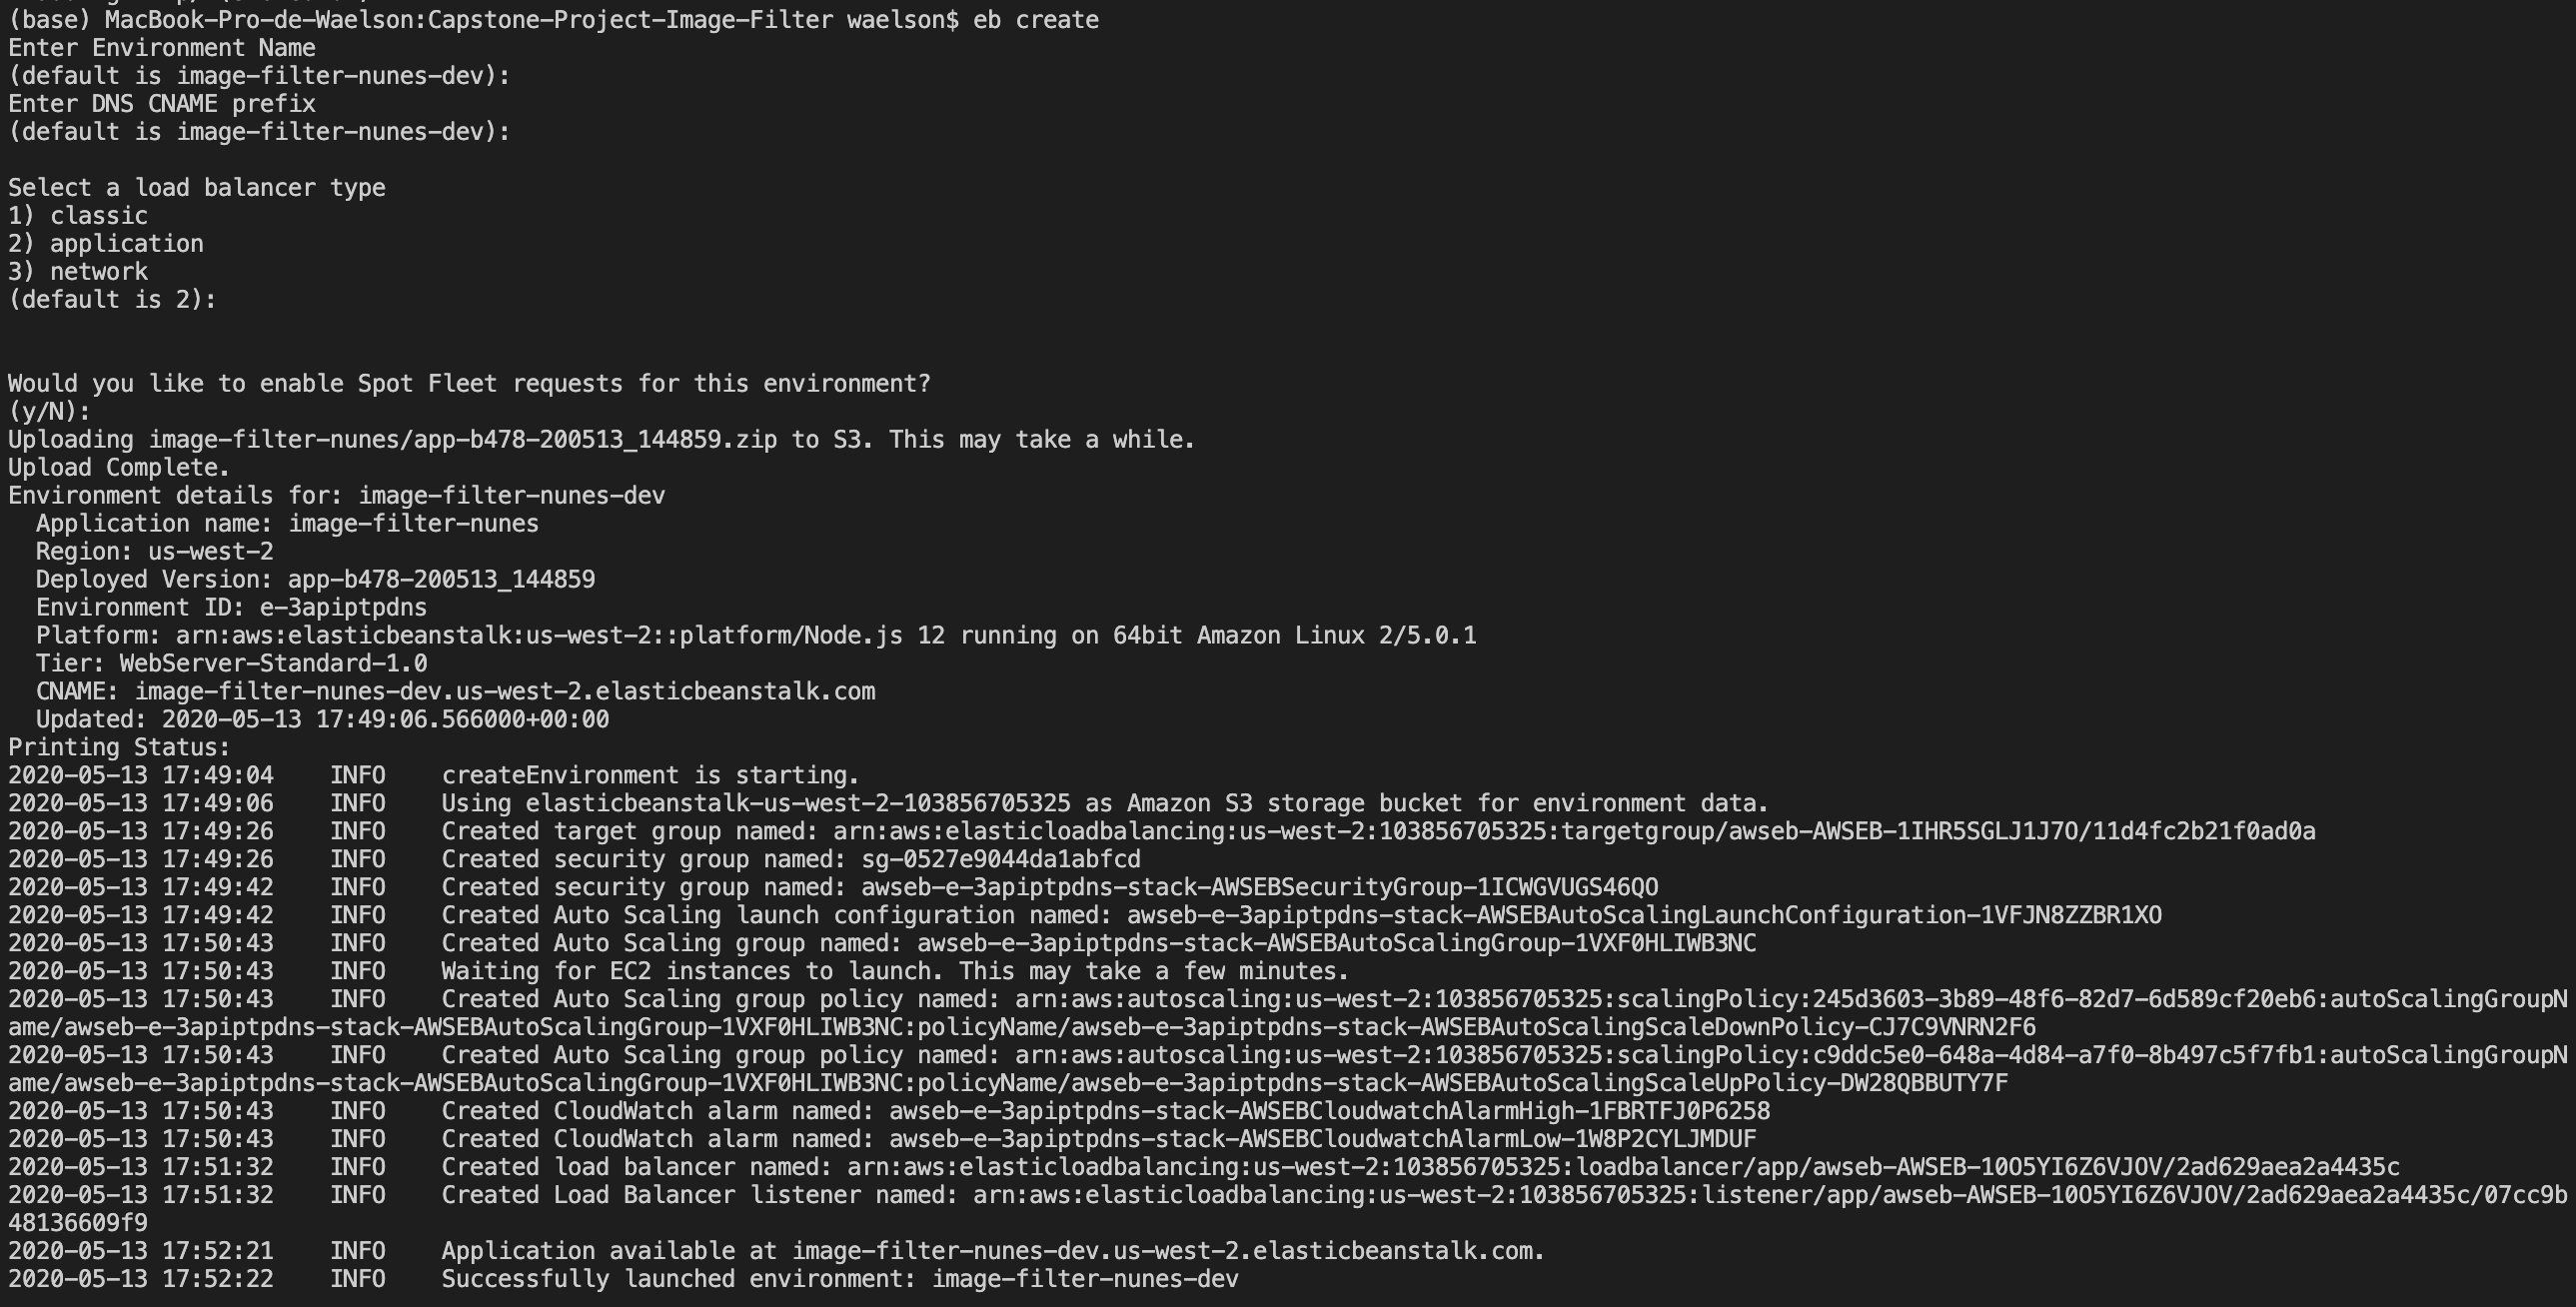 (base) MacBook-Pro-de-Waelson:Capstone-Project-Image-Filter waelson$ eb create
Enter Environment Name
(default is image-filter-nunes-dev):
Enter DNS CNAME prefix
(default is image-filter-nunes-dev):
Select a load balancer type
1) classic
2) application
3) network
(default is 2):
Would you like to enable Spot Fleet requests for this environment?
(y/N):
Uploading image-filter-nunes/app-b478-200513_144859.zip to S3. This may take a while.
Upload Complete.
Environment details for: image-filter-nunes-dev
  Application name: image-filter-nunes
  Region: us-west-2
  Deployed Version: app-b478-200513_144859
  Environment ID: e-3apiptpdns
  Platform: arn:aws:elasticbeanstalk:us-west-2::platform/Node.js 12 running on 64bit Amazon Linux 2/5.0.1
  Tier: WebServer-Standard-1.0
  CNAME: image-filter-nunes-dev.us-west-2.elasticbeanstalk.com
  Updated: 2020-05-13 17:49:06.566000+00:00
Printing Status:
2020-05-13 17:49:04    INFO    createEnvironment is starting.
2020-05-13 17:49:06    INFO    Using elasticbeanstalk-us-west-2-103856705325 as Amazon S3 storage bucket for environment data.
2020-05-13 17:49:26    INFO    Created target group named: arn:aws:elasticloadbalancing:us-west-2:103856705325:targetgroup/awseb-AWSEB-1IHR5SGLJ1J7O/11d4fc2b21f0ad0a
2020-05-13 17:49:26    INFO    Created security group named: sg-0527e9044da1abfcd
2020-05-13 17:49:42    INFO    Created security group named: awseb-e-3apiptpdns-stack-AWSEBSecurityGroup-1ICWGVUGS46QO
2020-05-13 17:49:42    INFO    Created Auto Scaling launch configuration named: awseb-e-3apiptpdns-stack-AWSEBAutoScalingLaunchConfiguration-1VFJN8ZZBR1XO
2020-05-13 17:50:43    INFO    Created Auto Scaling group named: awseb-e-3apiptpdns-stack-AWSEBAutoScalingGroup-1VXF0HLIWB3NC
2020-05-13 17:50:43    INFO    Waiting for EC2 instances to launch. This may take a few minutes.
2020-05-13 17:50:43    INFO    Created Auto Scaling group policy named: arn:aws:autoscaling:us-west-2:103856705325:scalingPolicy:245d3603-3b89-48f6-82d7-6d589cf20eb6:autoScalingGroupN
ame/awseb-e-3apiptpdns-stack-AWSEBAutoScalingGroup-1VXF0HLIWB3NC:policyName/awseb-e-3apiptpdns-stack-AWSEBAutoScalingScaleDownPolicy-CJ7C9VNRN2F6
2020-05-13 17:50:43    INFO    Created Auto Scaling group policy named: arn:aws:autoscaling:us-west-2:103856705325:scalingPolicy:c9ddc5e0-648a-4d84-a7f0-8b497c5f7fb1:autoScalingGroupN
ame/awseb-e-3apiptpdns-stack-AWSEBAutoScalingGroup-1VXF0HLIWB3NC:policyName/awseb-e-3apiptpdns-stack-AWSEBAutoScalingScaleUpPolicy-DW28QBBUTY7F
2020-05-13 17:50:43    INFO    Created CloudWatch alarm named: awseb-e-3apiptpdns-stack-AWSEBCloudwatchAlarmHigh-1FBRTFJ0P6258
2020-05-13 17:50:43    INFO    Created CloudWatch alarm named: awseb-e-3apiptpdns-stack-AWSEBCloudwatchAlarmLow-1W8P2CYLJMDUF
2020-05-13 17:51:32    INFO    Created load balancer named: arn:aws:elasticloadbalancing:us-west-2:103856705325:loadbalancer/app/awseb-AWSEB-10O5YI6Z6VJOV/2ad629aea2a4435c
2020-05-13 17:51:32    INFO    Created Load Balancer listener named: arn:aws:elasticloadbalancing:us-west-2:103856705325:listener/app/awseb-AWSEB-10O5YI6Z6VJOV/2ad629aea2a4435c/07cc9b
48136609f9
2020-05-13 17:52:21    INFO    Application available at image-filter-nunes-dev.us-west-2.elasticbeanstalk.com.
2020-05-13 17:52:22    INFO    Successfully launched environment: image-filter-nunes-dev